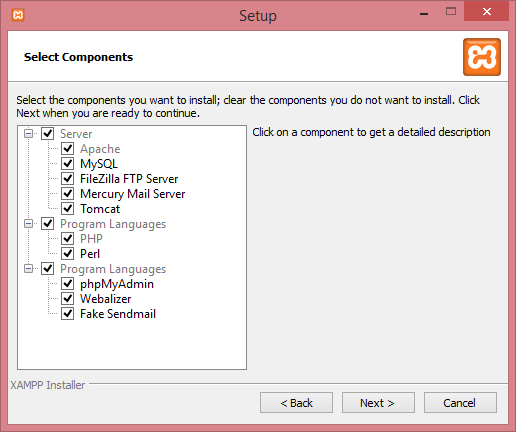 Setup
Select Components
Select the components you want to install; clear the components you do not want to install. Click
Next when you are ready to continue.
Server
Apache
MySQL
FileZilla FTP Server
Mercury Mail Server
Tomcat
Program Languages
PHP
Perl
Program Languages
phpMyAdmin
Webalizer
Fake Sendmail
Click on a component to get a detailed description
XAMPP Installer
< Back
Next >
Cancel